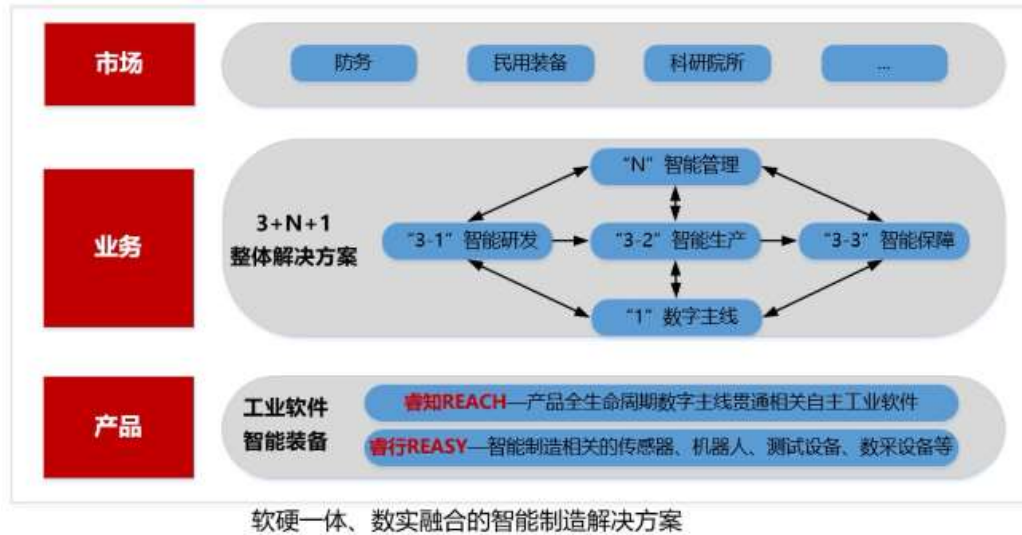 市场
防务
民用装备
科研院所
...
业务
3+N+1
整体解决方案
“N”智能管理
“3-1”智能研发
“3-2”智能生产
“3-3”智能保障
“1”数字主线
产品
工业软件
智能装备
睿知REACH—产品全生命周期数字主线贯通相关自主工业软件
睿行REASY—智能制造相关的传感器、机器人、测试设备、数采设备等
软硬一体、数实融合的智能制造解决方案